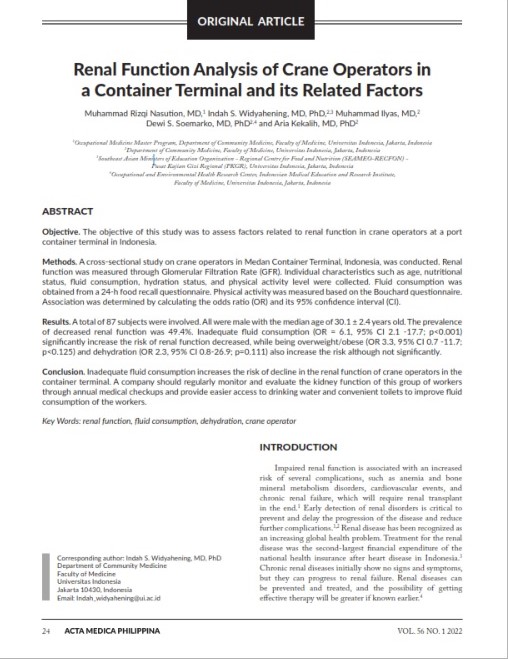 ORIGINAL ARTICLE
Renal Function Analysis of Crane Operators in
a Container Terminal and its Related Factors
Muhammad Rizqi Nasution, MD,¹ Indah S. Widyahening, MD, PhD,²,³ Muhammad Ilyas, MD,²
Dewi S. Soemarko, MD, PhD²,⁴ and Aria Kekalih, MD, PhD²
¹Occupational Medicine Master Program, Department of Community Medicine, Faculty of Medicine, Universitas Indonesia, Jakarta, Indonesia
²Department of Community Medicine, Faculty of Medicine, Universitas Indonesia, Jakarta, Indonesia
Southeast Asian Ministers of Education Organization – Regional Centre for Food and Nutrition (SEAMEO-RECFON) –
Pusat Kajian Gizi Regional (PKGR), Universitas Indonesia, Jakarta, Indonesia
Occupational and Environmental Health Research Center, Indonesian Medical Education and Research Institute,
Faculty of Medicine, Universitas Indonesia, Jakarta, Indonesia
ABSTRACT
Objective. The objective of this study was to assess factors related to renal function in crane operators at a port
container terminal in Indonesia.
Methods. A cross-sectional study on crane operators in Medan Container Terminal, Indonesia, was conducted. Renal
function was measured through Glomerular Filtration Rate (GFR). Individual characteristics such as age, nutritional
status, fluid consumption, hydration status, and physical activity level were collected. Fluid consumption was
obtained from a 24-h food recall questionnaire. Physical activity was measured based on the Bouchard questionnaire.
Association was determined by calculating the odds ratio (OR) and its 95% confidence interval (CI).
Results. A total of 87 subjects were involved. All were male with the median age of 30.1 ± 2.4 years old. The prevalence
of decreased renal function was 49.4%. Inadequate fluid consumption (OR = 6.1, 95% CI 2.1 -17.7; p<0.001)
significantly increase the risk of renal function decreased, while being overweight/obese (OR 3.3, 95% CI 0.7 -11.7;
p<0.125) and dehydration (OR 2.3, 95% CI 0.8-26.9; p=0.111) also increase the risk although not significantly.
Conclusion. Inadequate fluid consumption increases the risk of decline in the renal function of crane operators in the
container terminal. A company should regularly monitor and evaluate the kidney function of this group of workers
through annual medical checkups and provide easier access to drinking water and convenient toilets to improve fluid
consumption of the workers.
Key Words: renal function, fluid consumption, dehydration, crane operator
INTRODUCTION
Impaired renal function is associated with an increased
risk of several complications, such as anemia and bone
mineral metabolism disorders, cardiovascular events, and
chronic renal failure, which will require renal transplant
in the end.¹ Early detection of renal disorders is critical to
prevent and delay the progression of the disease and reduce
further complications.¹,² Renal disease has been recognized as
an increasing global health problem. Treatment for the renal
disease was the second-largest financial expenditure of the
national health insurance after heart disease in Indonesia.³
Chronic renal diseases initially show no signs and symptoms,
but they can progress to renal failure. Renal diseases can
be prevented and treated, and the possibility of getting
effective therapy will be greater if known earlier.⁴
Corresponding author: Indah S. Widyahening, MD, PhD
Department of Community Medicine
Faculty of Medicine
Universitas Indonesia
Jakarta 10430, Indonesia
Email: indah_widyahening@ui.ac.id
24 ACTA MEDICA PHILIPPINA
VOL. 56 NO. 1 2022